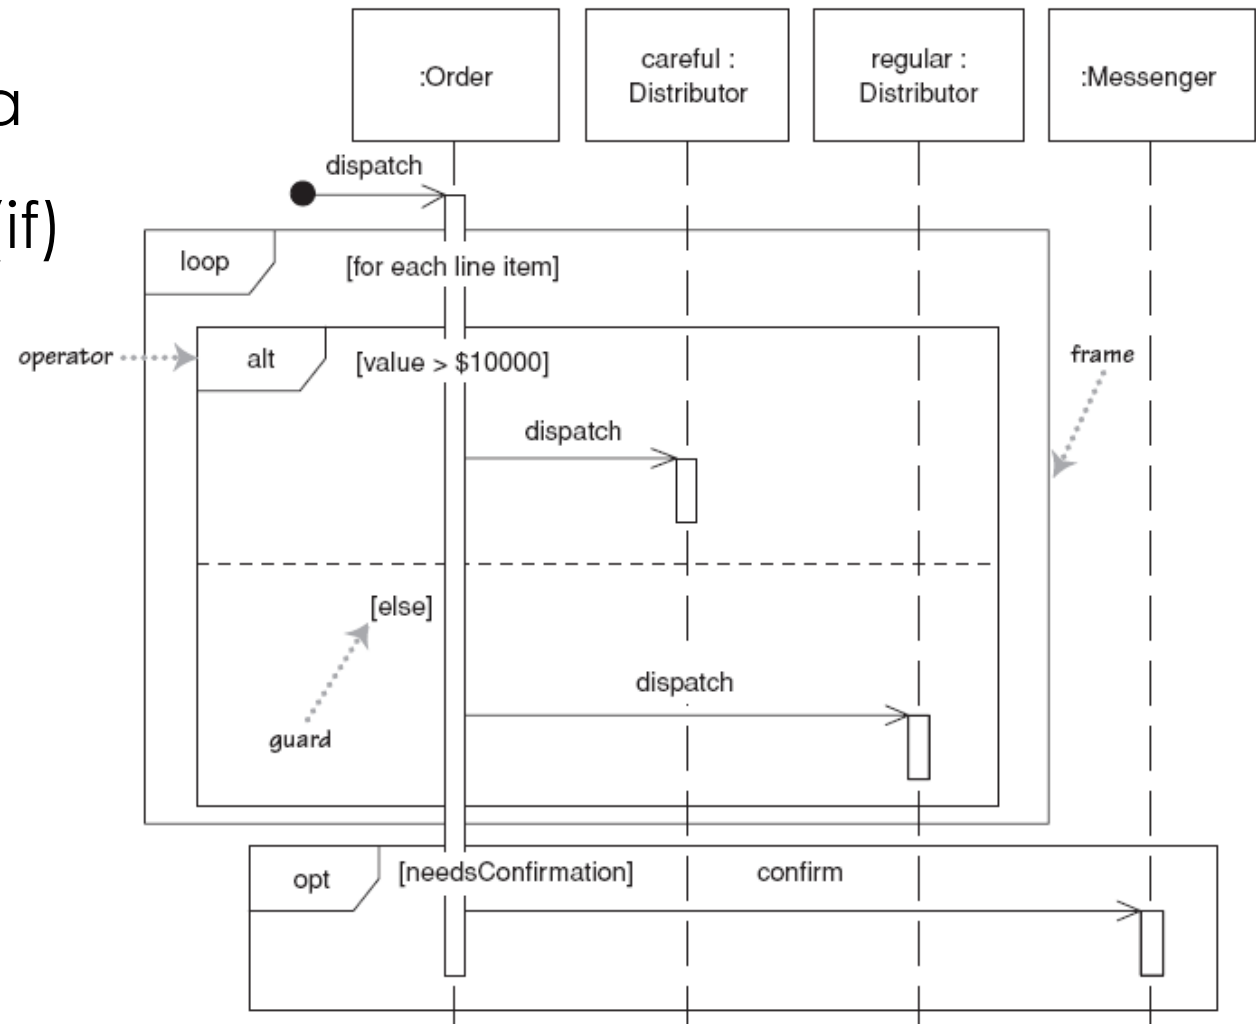 a
(if)
:Order
careful :
Distributor
regular :
Distributor
:Messenger
dispatch
loop
[for each line item]
operator
alt
[value > $10000]
frame
dispatch
[else]
dispatch
guard
opt
[needsConfirmation]
confirm